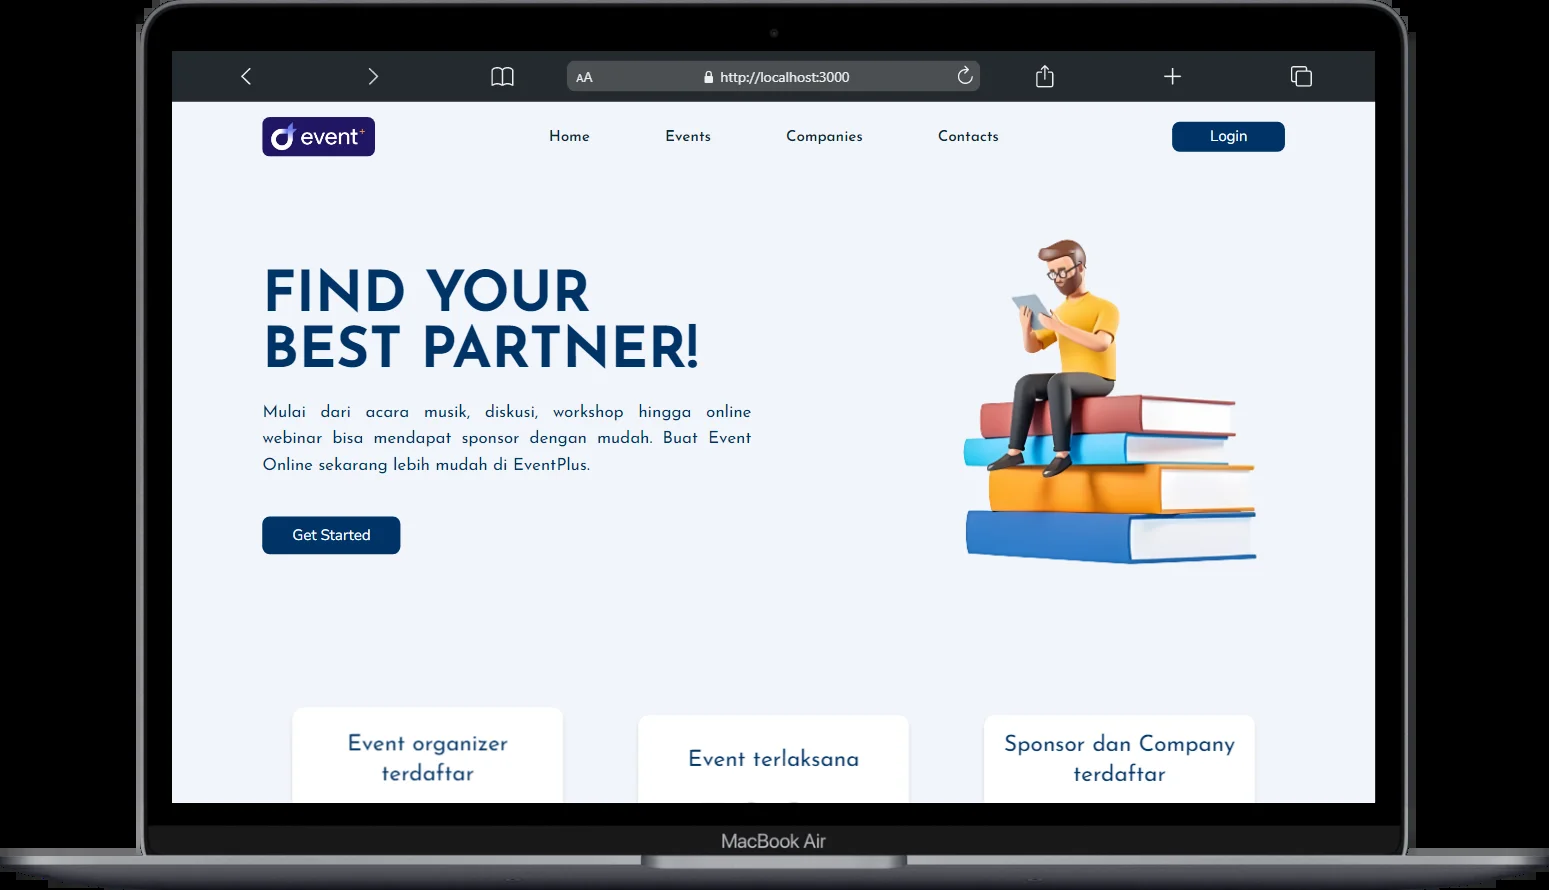 AA http://localhost:3000
event+ Home Events Companies Contacts Login
FIND YOUR
BEST PARTNER!
Mulai dari acara musik, diskusi, workshop hingga online
webinar bisa mendapat sponsor dengan mudah. Buat Event
Online sekarang lebih mudah di EventPlus.
Get Started
Event organizer
terdaftar
Event terlaksana
Sponsor dan Company
terdaftar
MacBook Air